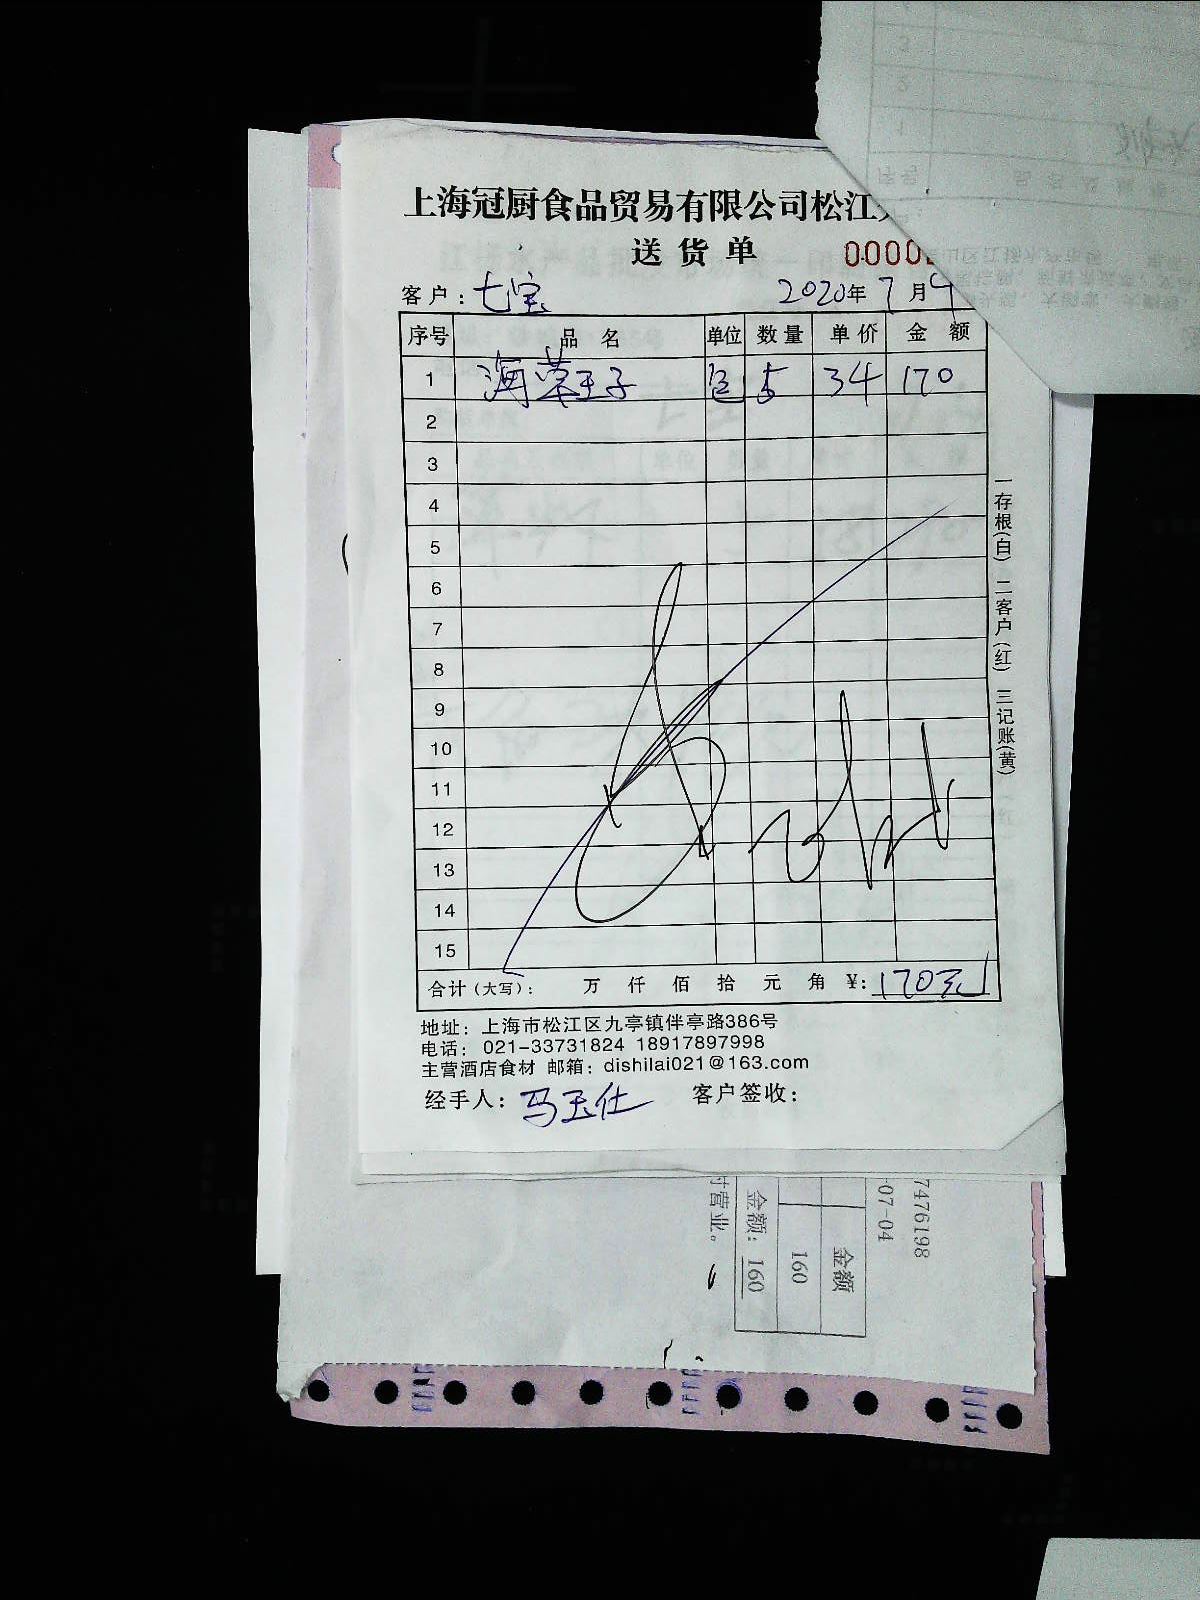 上海冠厨食品贸易有限公司松江
送货单 0000
客户：七宝 2020年7月4
序号 品名 单位 数量 单价 金额
1 海菜王子 包 5 34 170
2
3
4
5
6
7
8
9
10
11
12
13
14
15
合计（大写）： 万 仟 佰 拾 元 角 ¥：170元
一存根(白) 二客户(红) 三记账(黄)
地址：上海市松江区九亭镇伴亭路386号
电话：021-33731824 18917897998
主营酒店食材 邮箱：dishilai021@163.com
经手人：马玉仕 客户签收：
7476198
-07-04
金额
160
金额：160
营业。